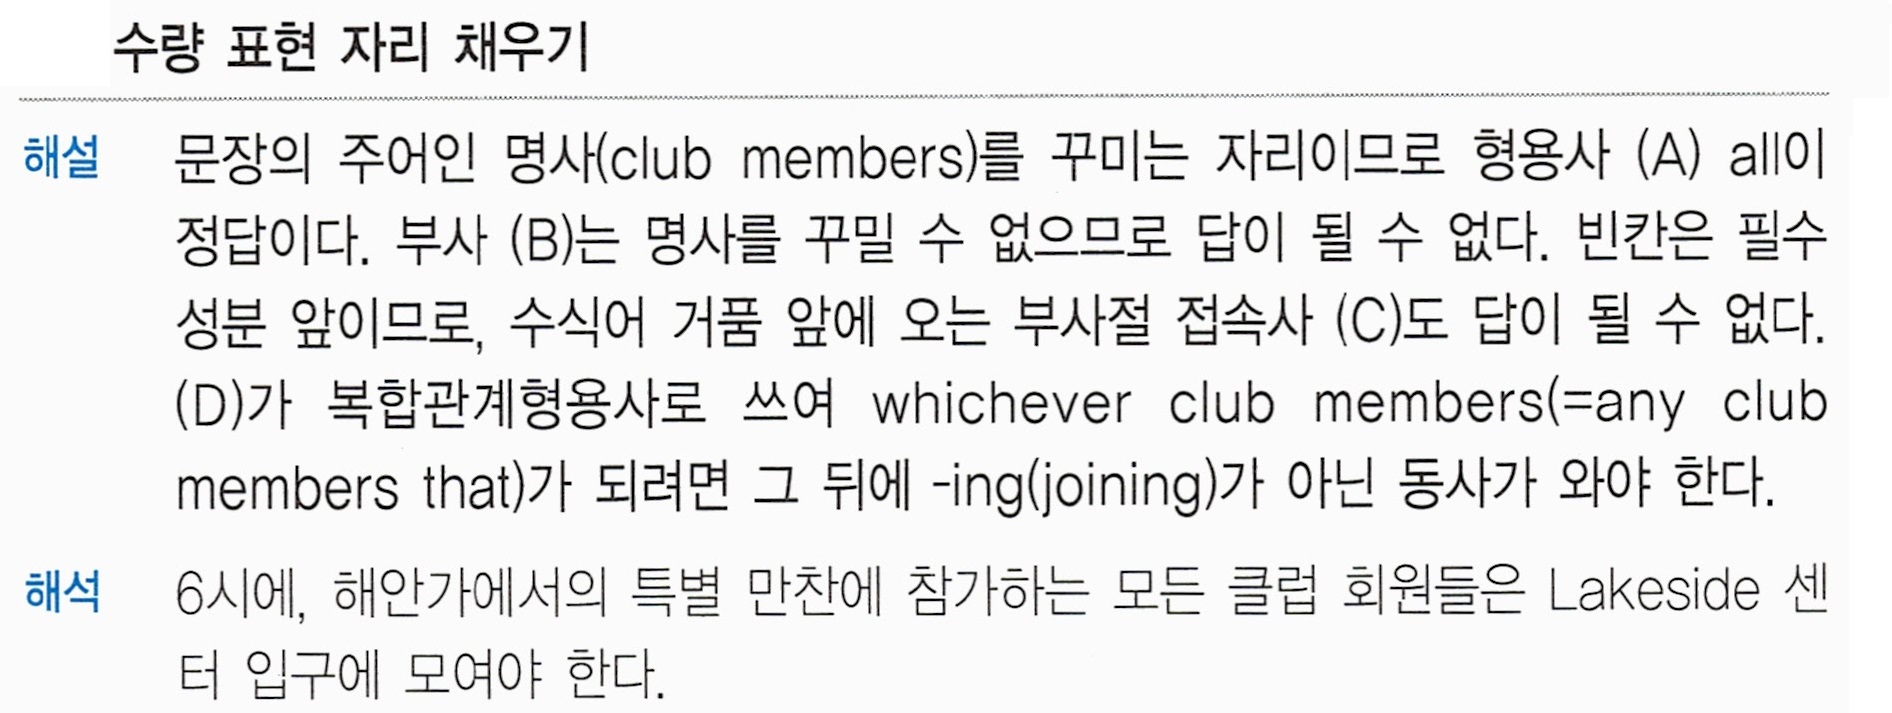 수량 표현 자리 채우기
해설 문장의 주어인 명사(club members)를 꾸미는 자리이므로 형용사 (A) all이
정답이다. 부사 (B)는 명사를 꾸밀 수 없으므로 답이 될 수 없다. 빈칸은 필수
성분 앞이므로, 수식어 거품 앞에 오는 부사절 접속사 (C)도 답이 될 수 없다.
(D)가 복합관계형용사로 쓰여 whichever club members(=any club
members that)가 되려면 그 뒤에 -ing(joining)가 아닌 동사가 와야 한다.
해석 6시에, 해안가에서의 특별 만찬에 참가하는 모든 클럽 회원들은 Lakeside 센
터 입구에 모여야 한다.